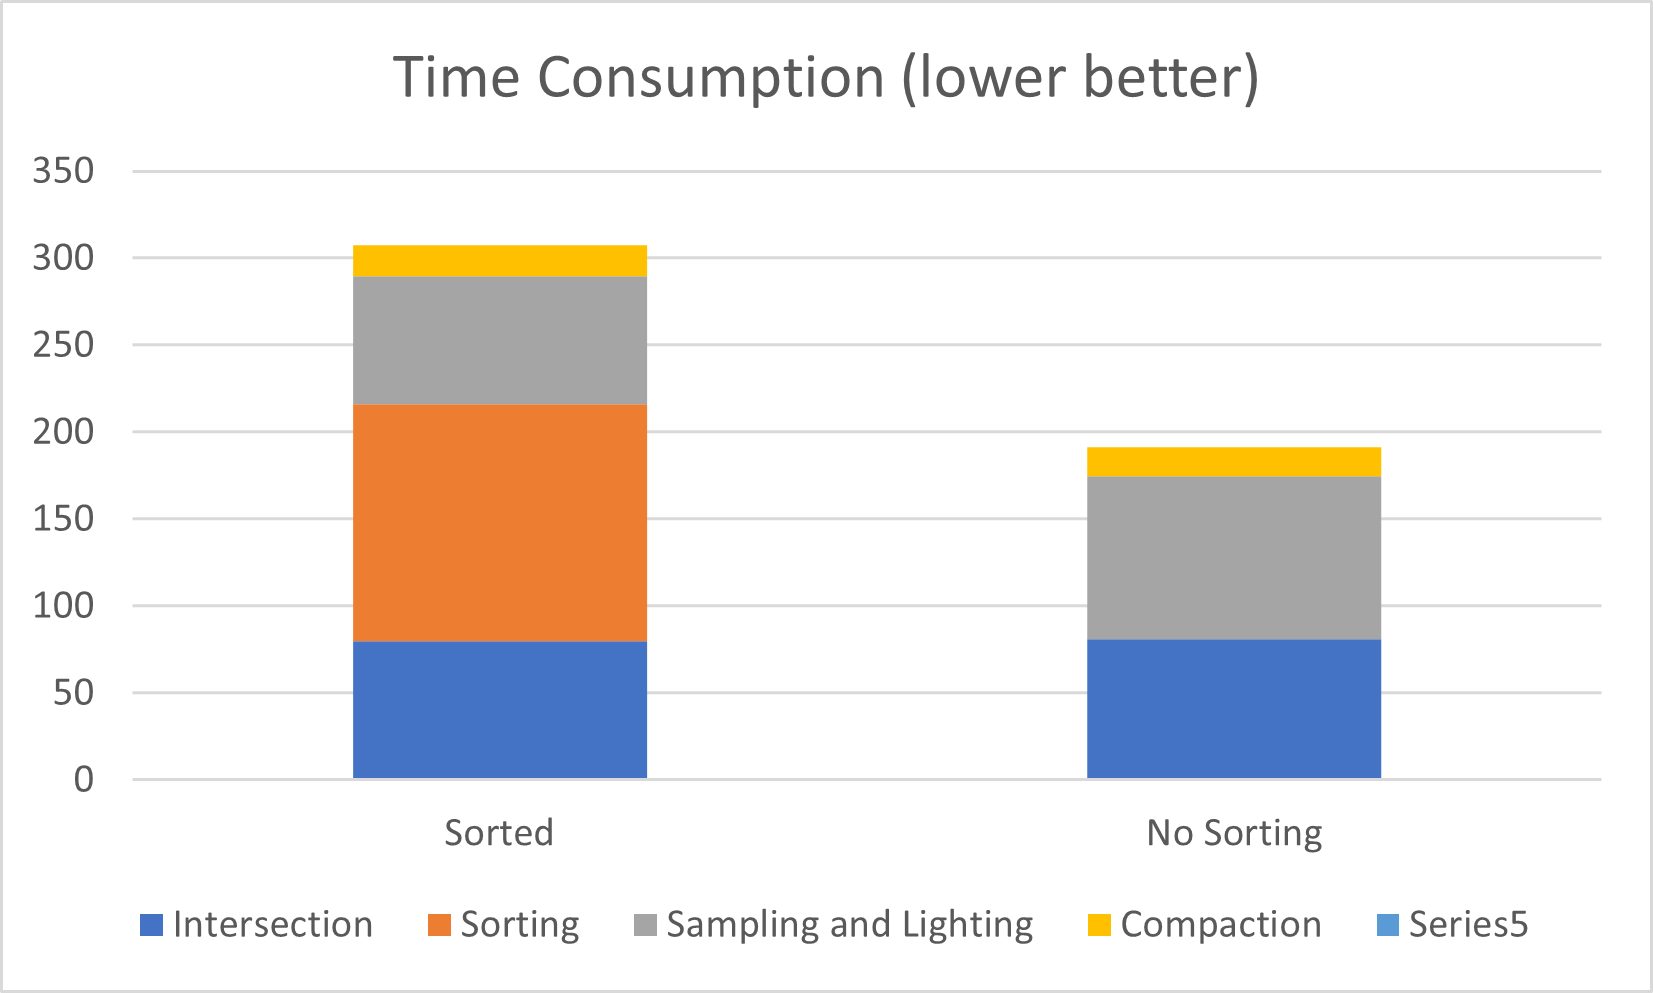 Time Consumption (lower better)
350
300
250
200
150
100
50
0
Sorted No Sorting
Intersection Sorting Sampling and Lighting Compaction Series5